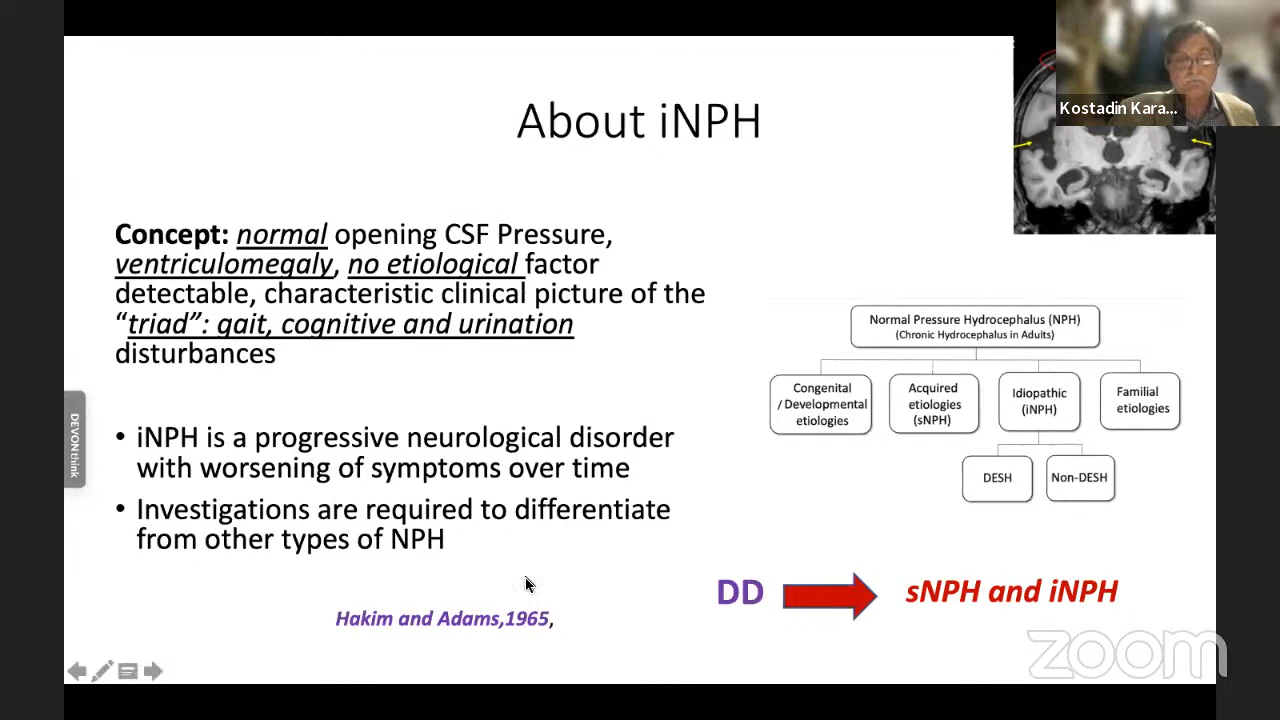 Kostadin Kara...
About iNPH
Concept: normal opening CSF Pressure,
ventriculomegaly, no etiological factor
detectable, characteristic clinical picture of the
“triad”: gait, cognitive and urination
disturbances
• iNPH is a progressive neurological disorder
with worsening of symptoms over time
• Investigations are required to differentiate
from other types of NPH
Hakim and Adams,1965,
Normal Pressure Hydrocephalus (NPH)
(Chronic Hydrocephalus in Adults)
Congenital
/ Developmental
etiologies
Acquired
etiologies
(sNPH)
Idiopathic
(iNPH)
Familial
etiologies
DESH
Non-DESH
DD
sNPH and iNPH
DEVONthink
zoom